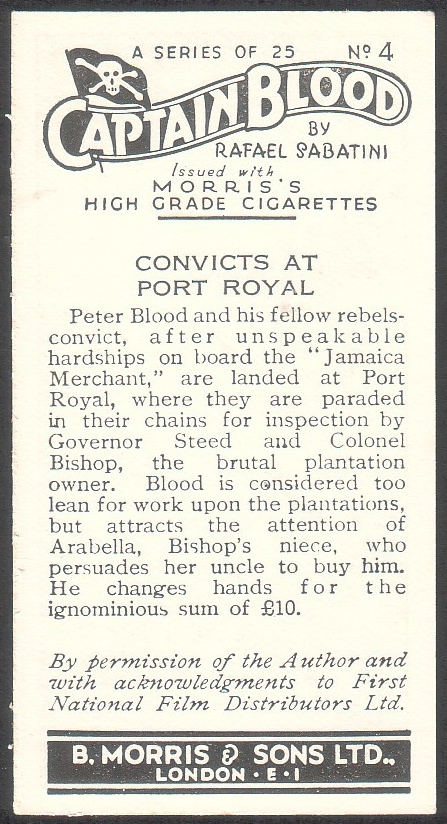 A SERIES OF 25 No 4
CAPTAIN BLOOD
BY
RAFAEL SABATINI
Issued with
MORRIS'S
HIGH GRADE CIGARETTES
CONVICTS AT
PORT ROYAL
Peter Blood and his fellow rebels-
convict, after unspeakable
hardships on board the "Jamaica
Merchant," are landed at Port
Royal, where they are paraded
in their chains for inspection by
Governor Steed and Colonel
Bishop, the brutal plantation
owner. Blood is considered too
lean for work upon the plantations,
but attracts the attention of
Arabella, Bishop's niece, who
persuades her uncle to buy him.
He changes hands for the
ignominious sum of £10.
By permission of the Author and
with acknowledgments to First
National Film Distributors Ltd.
B. MORRIS & SONS LTD.,
LONDON · E · 1